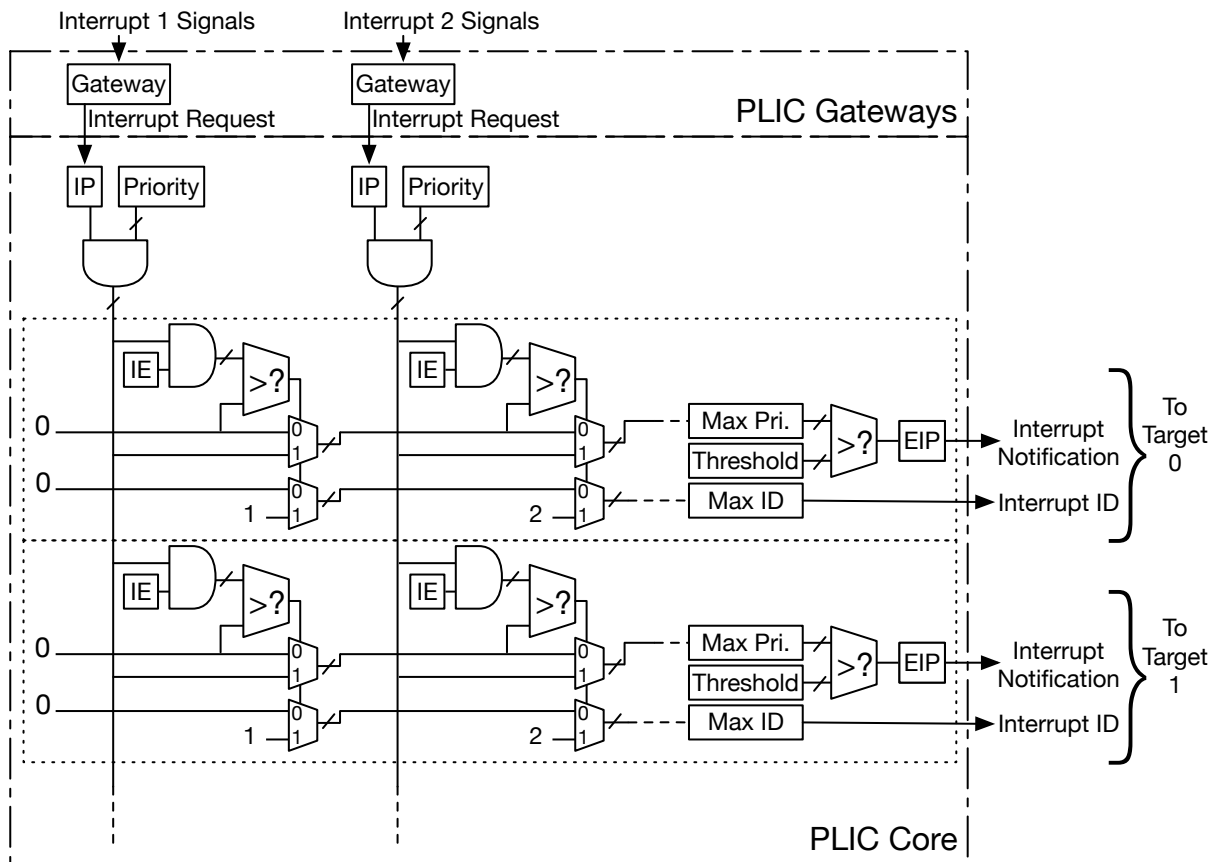 Interrupt 1 Signals
Interrupt 2 Signals
Gateway
Gateway
Interrupt Request
Interrupt Request
PLIC Gateways
IP
Priority
IP
Priority
IE
>?
IE
>?
0
0
1
0
1
Max Pri.
Threshold
>?
EIP
Interrupt
Notification
0
0
1
1
2
0
1
Max ID
Interrupt ID
To
Target
0
IE
>?
IE
>?
0
0
1
0
1
Max Pri.
Threshold
>?
EIP
Interrupt
Notification
0
0
1
1
2
0
1
Max ID
Interrupt ID
To
Target
1
PLIC Core